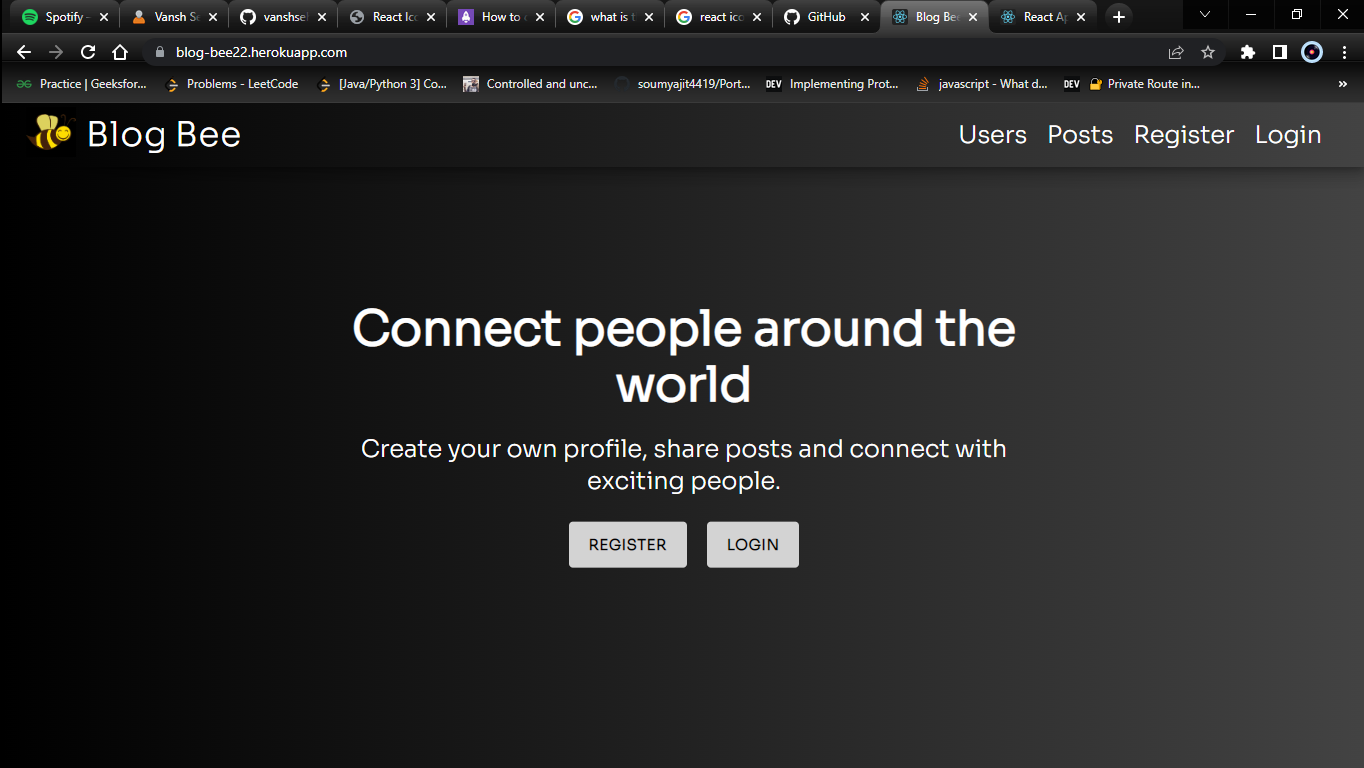 Spotify -
Vansh Se
vanshseh
React Ico
How to
what is t
react ico
GitHub
Blog Bee
React Ap
blog-bee22.herokuapp.com
Practice | Geeksfor...
Problems - LeetCode
[Java/Python 3] Co...
Controlled and unc...
soumyajit4419/Port...
DEV
Implementing Prot...
javascript - What d...
DEV
Private Route in...
Blog Bee
Users
Posts
Register
Login
Connect people around the
world
Create your own profile, share posts and connect with
exciting people.
REGISTER
LOGIN